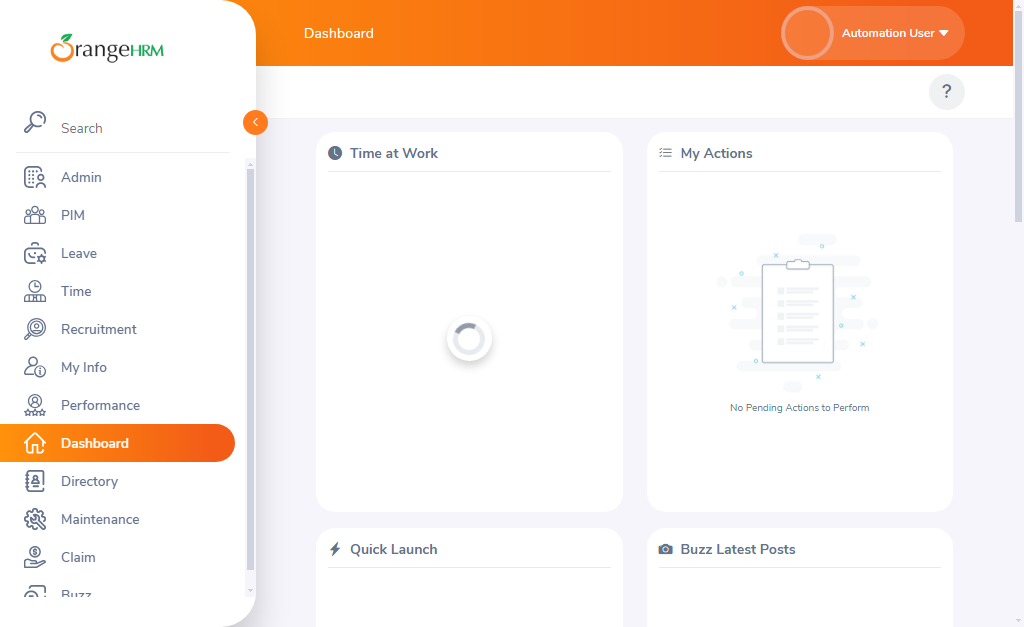 OrangeHRM
Search
Admin
PIM
Leave
Time
Recruitment
My Info
Performance
Dashboard
Directory
Maintenance
Claim
Buzz
Dashboard
Automation User
?
Time at Work
My Actions
No Pending Actions to Perform
Quick Launch
Buzz Latest Posts